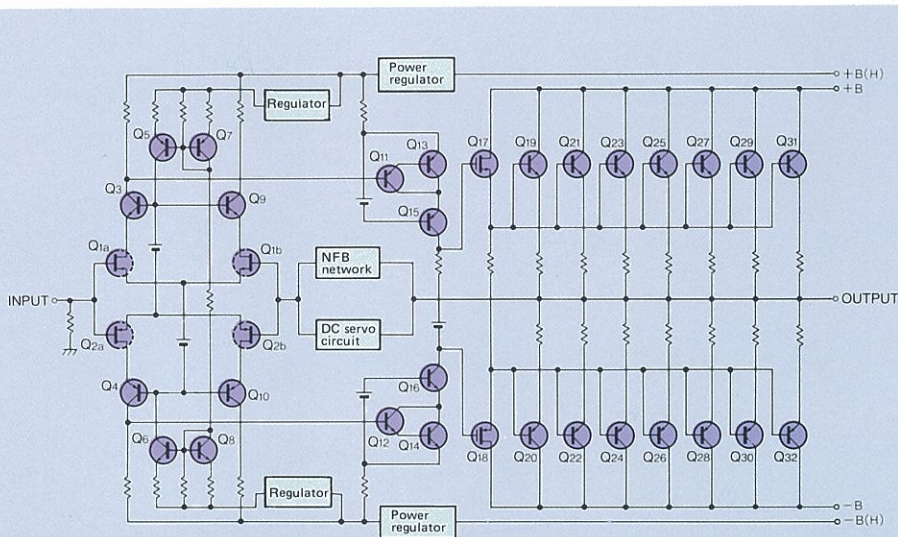 Power regulator
+B(H)
+B
Regulator
Q5
Q7
Q17
Q19
Q21
Q23
Q25
Q27
Q29
Q31
Q11
Q13
Q3
Q9
Q15
Q1a
Q1b
NFB network
INPUT
OUTPUT
DC servo circuit
Q2a
Q2b
Q4
Q10
Q16
Q12
Q14
Q6
Q8
Q18
Q20
Q22
Q24
Q26
Q28
Q30
Q32
Regulator
−B
Power regulator
−B(H)